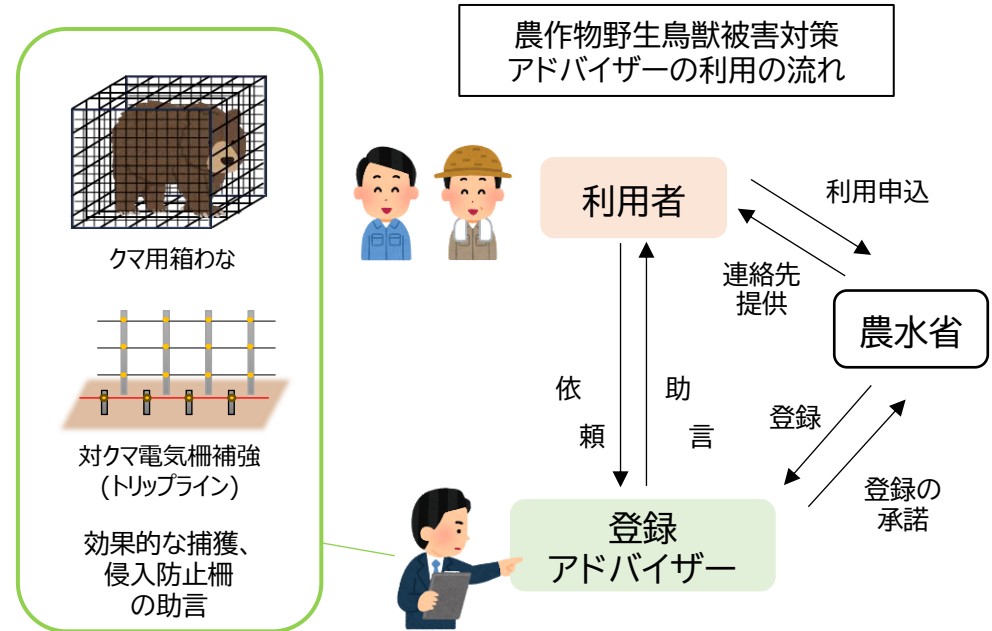 農作物野生鳥獣被害対策
アドバイザーの利用の流れ
クマ用箱わな
対クマ電気柵補強
(トリップライン)
効果的な捕獲、
侵入防止柵
の助言
利用者
利用申込
連絡先
提供
農水省
依頼
助言
登録
登録の
承諾
登録
アドバイザー